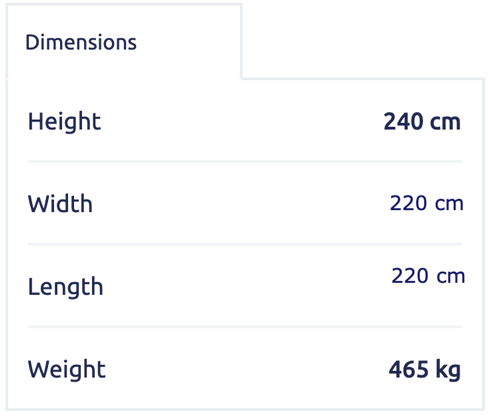 Dimensions
Height 240 cm
Width 220 cm
Length 220 cm
Weight 465 kg